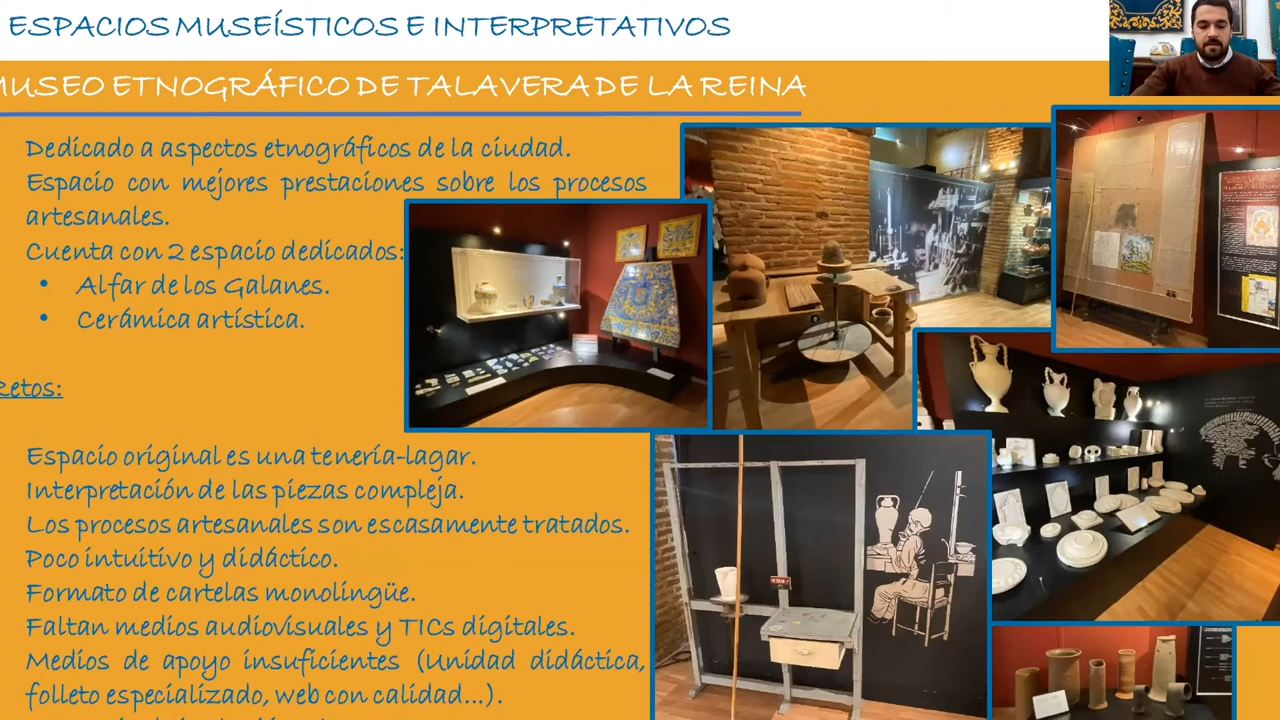 ESPACIOS MUSEÍSTICOS E INTERPRETATIVOS
MUSEO ETNOGRÁFICO DE TALAVERA DE LA REINA
Dedicado a aspectos etnográficos de la ciudad.
Espacio con mejores prestaciones sobre los procesos
artesanales.
Cuenta con 2 espacio dedicados:
• Alfar de los Galanes.
• Cerámica artística.
Retos:
Espacio original es una tenería-lagar.
Interpretación de las piezas compleja.
Los procesos artesanales son escasamente tratados.
Poco intuitivo y didáctico.
Formato de cartelas monolingüe.
Faltan medios audiovisuales y TICs digitales.
Medios de apoyo insuficientes (Unidad didáctica,
folleto especializado, web con calidad...).